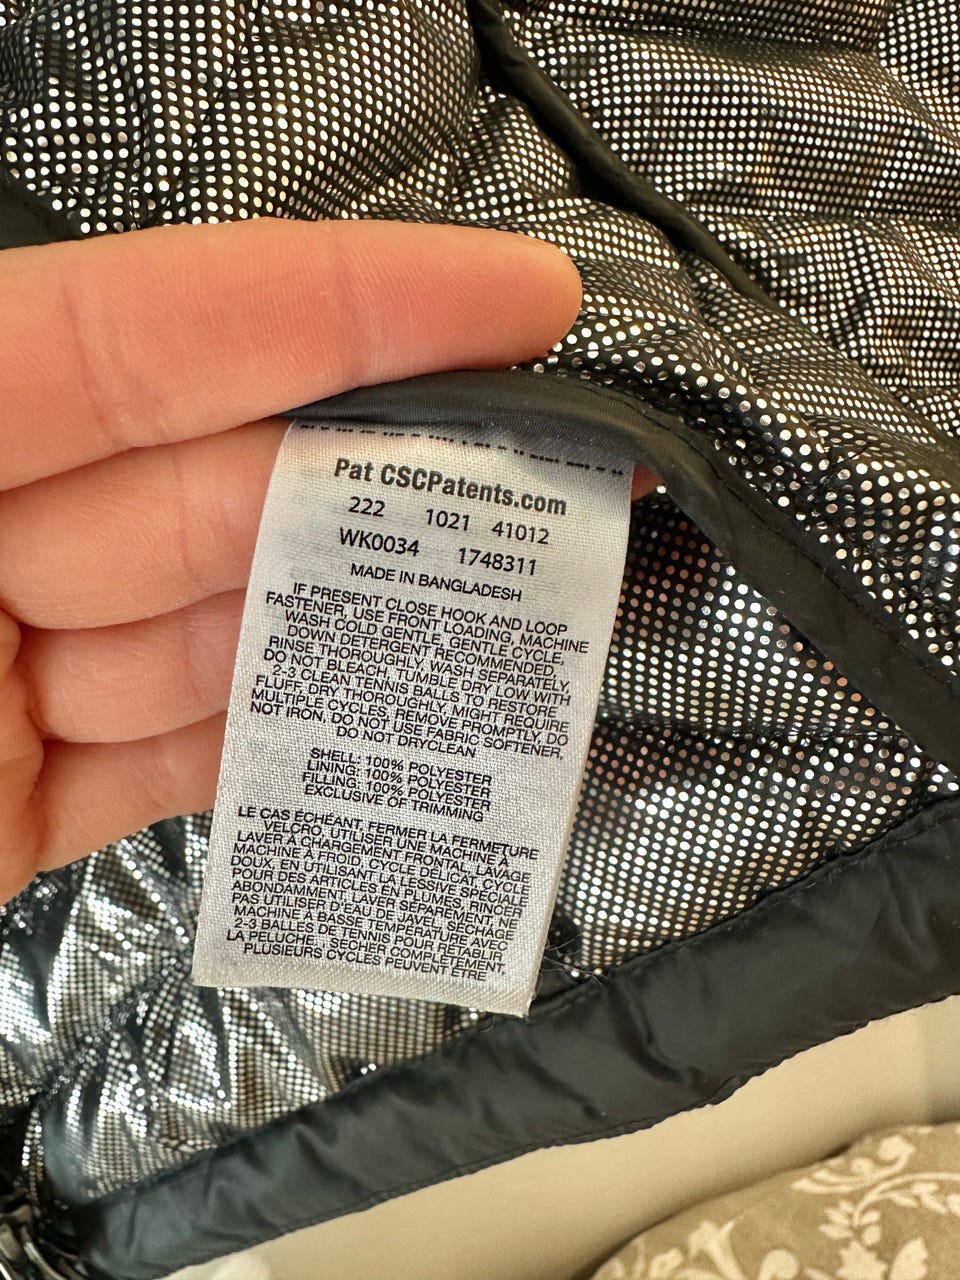 Pat CSCPatents.com
222 1021 41012
WK0034 1748311
MADE IN BANGLADESH
IF PRESENT CLOSE HOOK AND LOOP
FASTENER, USE FRONT LOADING, MACHINE
WASH COLD GENTLE, GENTLE CYCLE,
DOWN DETERGENT RECOMMENDED,
RINSE THOROUGHLY, WASH SEPARATELY,
DO NOT BLEACH, TUMBLE DRY LOW WITH
2-3 CLEAN TENNIS BALLS TO RESTORE
FLUFF, DRY THOROUGHLY, MIGHT REQUIRE
MULTIPLE CYCLES, REMOVE PROMPTLY, DO
NOT IRON, DO NOT USE FABRIC SOFTENER,
DO NOT DRYCLEAN
SHELL: 100% POLYESTER
LINING: 100% POLYESTER
FILLING: 100% POLYESTER
EXCLUSIVE OF TRIMMING
LE CAS ÉCHÉANT, FERMER LA FERMETURE
VELCRO, UTILISER UNE MACHINE À
LAVER À CHARGEMENT FRONTAL, LAVAGE
MACHINE À FROID, CYCLE DÉLICAT, CYCLE
DOUX, EN UTILISANT LA LESSIVE SPÉCIALE
POUR DES ARTICLES EN PLUMES, RINCER
ABONDAMMENT, LAVER SÉPARÉMENT, NE
PAS UTILISER D'EAU DE JAVEL, SÉCHAGE
MACHINE À BASSE TEMPÉRATURE AVEC
2-3 BALLES DE TENNIS POUR RÉTABLIR
LA PELUCHE, SÉCHER COMPLÈTEMENT,
PLUSIEURS CYCLES PEUVENT ÊTRE